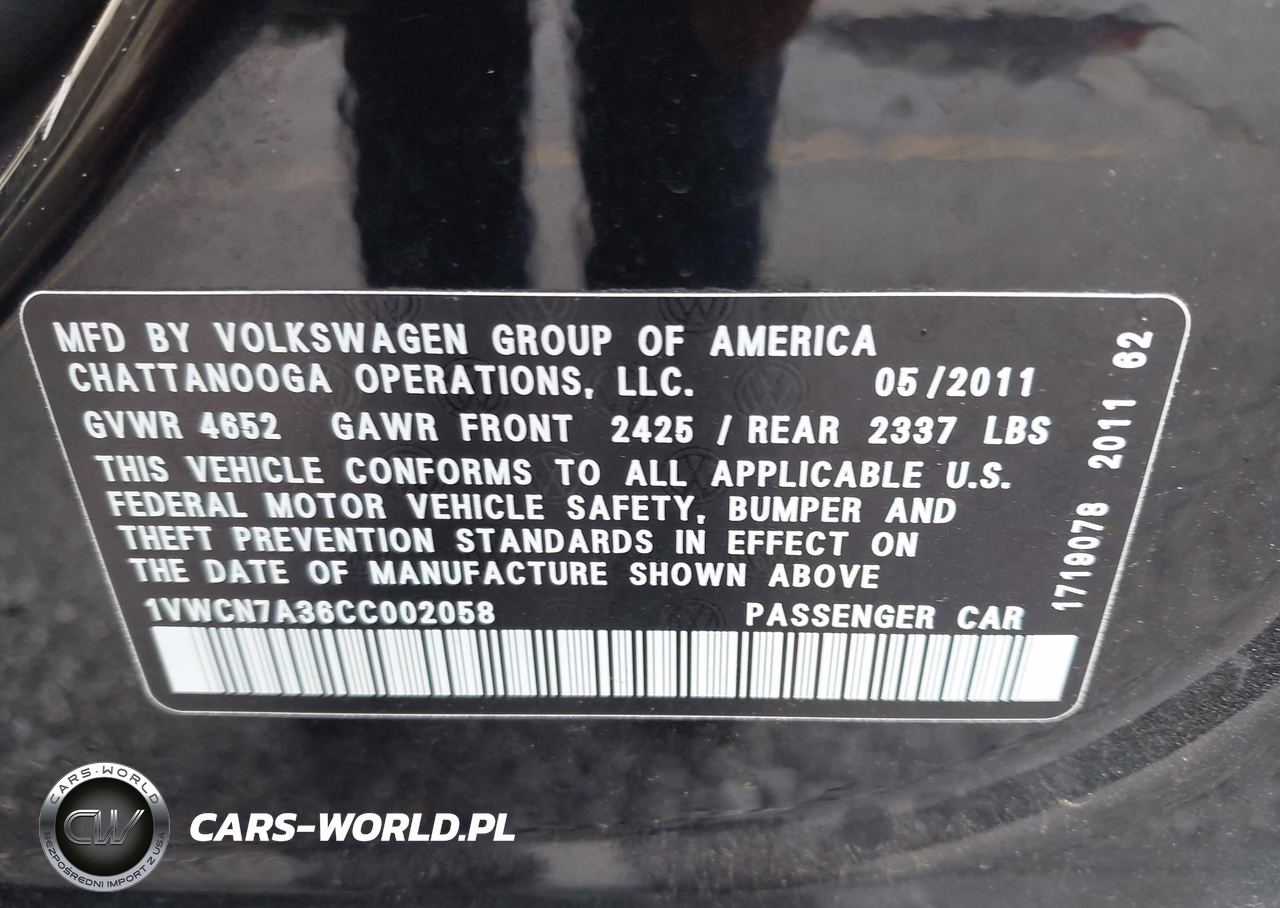 MFD BY VOLKSWAGEN GROUP OF AMERICA
CHATTANOOGA OPERATIONS, LLC. 05/2011
GVWR 4652 GAWR FRONT 2425 / REAR 2337 LBS
THIS VEHICLE CONFORMS TO ALL APPLICABLE U.S.
FEDERAL MOTOR VEHICLE SAFETY, BUMPER AND
THEFT PREVENTION STANDARDS IN EFFECT ON
THE DATE OF MANUFACTURE SHOWN ABOVE
1VWCN7A36CC002058 PASSENGER CAR
1719078 2011 62
CARS-WORLD
CW
BEZPOŚREDNI IMPORT Z USA
CARS-WORLD.PL